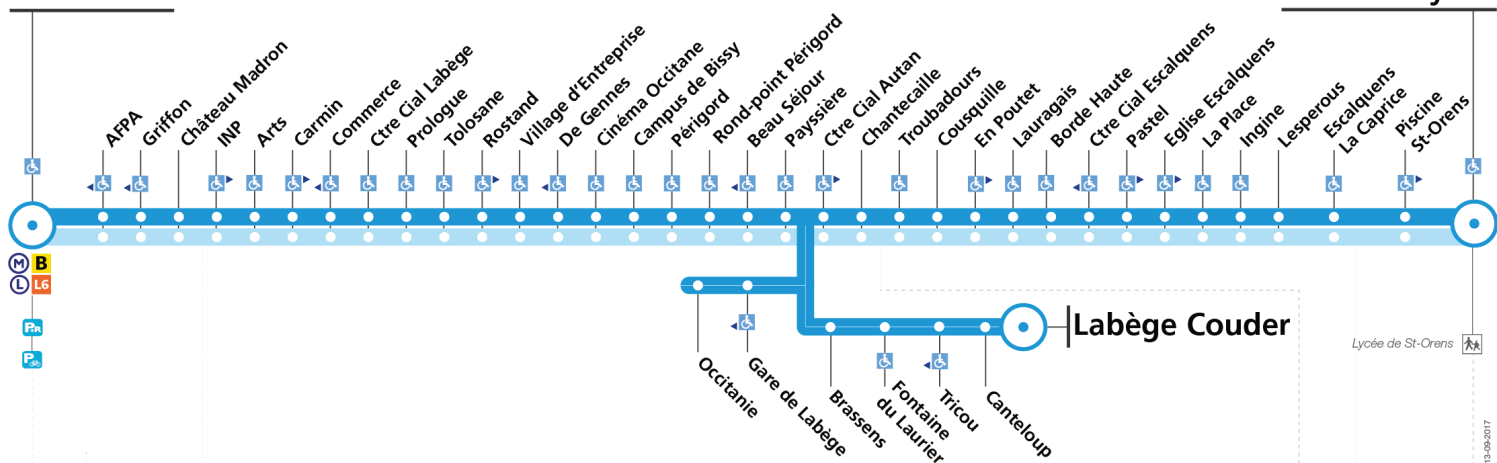 AFPA
Griffon
Château Madron
INP
Arts
Carmin
Commerce
Ctre Cial Labège
Prologue
Tolosane
Rostand
Village d'Entreprise
De Gennes
Cinéma Occitane
Campus de Bissy
Périgord
Rond-point Périgord
Beau Séjour
Payssière
Ctre Cial Autan
Chantecaille
Troubadours
Cousquille
En Poutet
Lauragais
Borde Haute
Ctre Cial Escalquens
Pastel
Eglise Escalquens
La Place
Ingine
Lesperous
Escalquens
La Caprice
Piscine
St-Orens
M B
L L6
P+R
P
Occitanie
Gare de Labège
Brassens
Fontaine
du Laurier
Tricou
Canteloup
Labège Couder
Lycée de St-Orens
13-09-2017